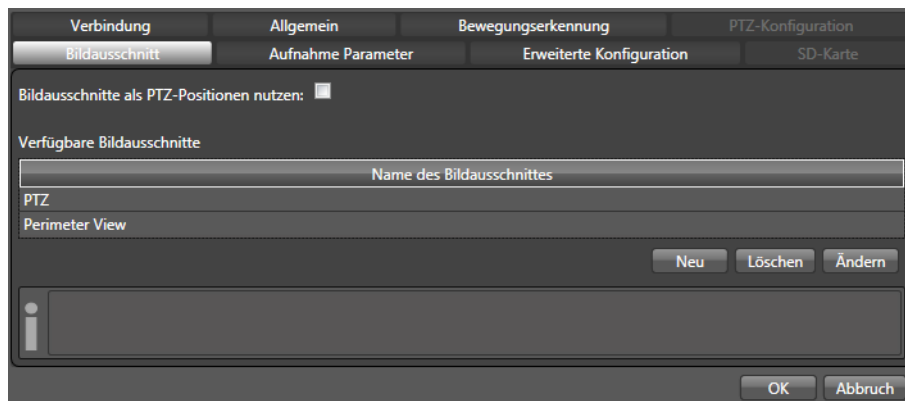 Verbindung Allgemein Bewegungserkennung PTZ-Konfiguration
Bildausschnitt Aufnahme Parameter Erweiterte Konfiguration SD-Karte
Bildausschnitte als PTZ-Positionen nutzen:
Verfügbare Bildausschnitte
Name des Bildausschnittes
PTZ
Perimeter View
Neu Löschen Ändern
OK Abbruch